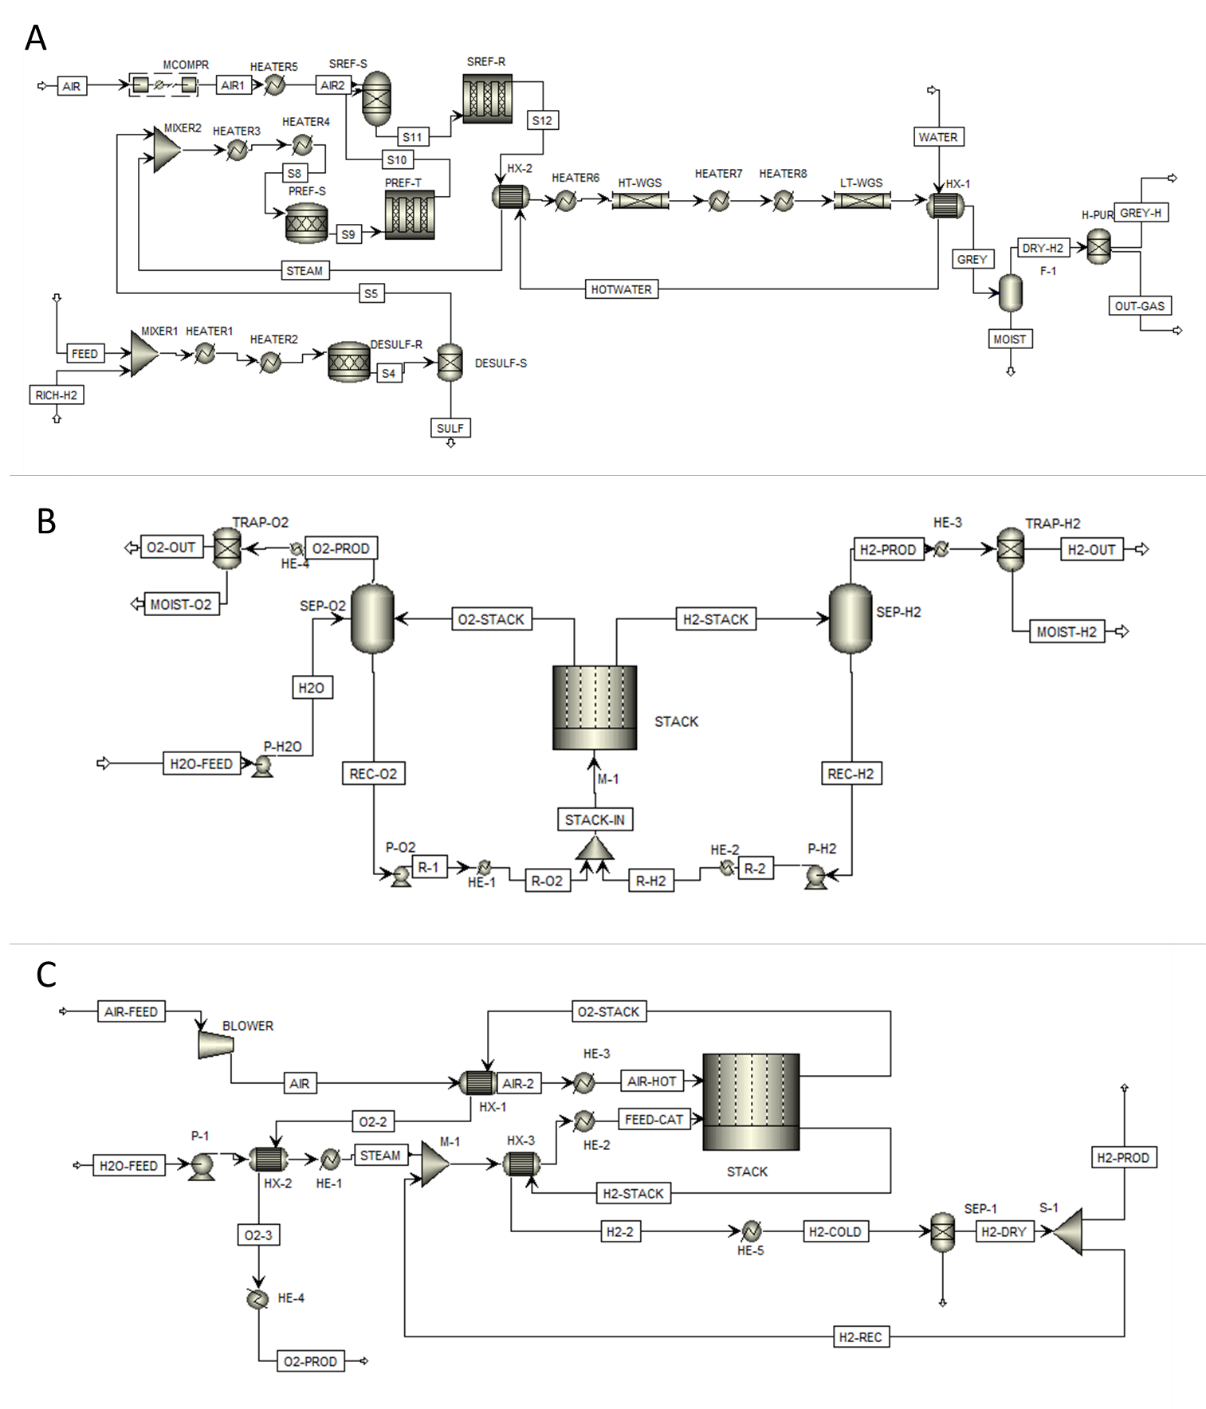 A
MCOMPR
HEATER5
SREF-S
SREF-R
AIR
AIR1
AIR2
S12
MIXER2
HEATER3
HEATER4
S11
WATER
S10
HX-2
S8
PREF-S
PREF-T
HEATER6
HT-WGS
HEATER7
HEATER8
LT-WGS
HX-1
H-PUR
GREY-H
S9
DRY-H2
GREY
F-1
STEAM
HOTWATER
S5
OUT-GAS
MIXER1
HEATER1
HEATER2
DESULF-R
MOIST
FEED
S4
DESULF-S
RICH-H2
SULF
B
TRAP-O2
HE-3
TRAP-H2
O2-OUT
O2-PROD
H2-PROD
H2-OUT
HE-4
MOIST-O2
SEP-O2
O2-STACK
H2-STACK
SEP-H2
MOIST-H2
H2O
STACK
P-H2O
H2O-FEED
REC-O2
M-1
REC-H2
STACK-IN
P-O2
HE-2
P-H2
R-1
R-2
HE-1
R-O2
R-H2
C
AIR-FEED
O2-STACK
BLOWER
HE-3
AIR
AIR-2
AIR-HOT
HX-1
O2-2
FEED-CAT
P-1
M-1
HX-3
HE-2
H2O-FEED
STEAM
H2-PROD
HX-2
HE-1
STACK
H2-STACK
SEP-1
S-1
O2-3
H2-2
H2-COLD
H2-DRY
HE-5
HE-4
H2-REC
O2-PROD